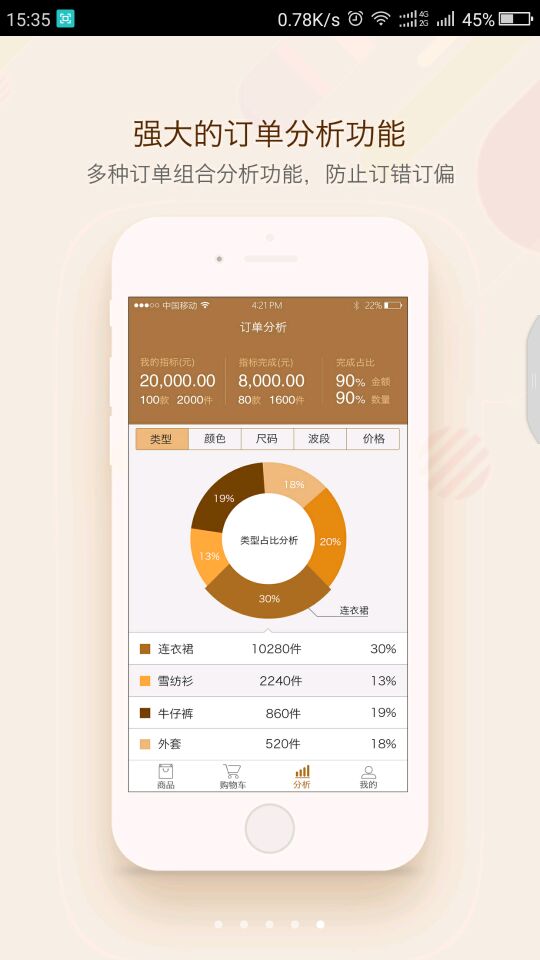 15:35 0.78K/s 4G 2G 45%
强大的订单分析功能
多种订单组合分析功能，防止订错订偏
中国移动 4:21 PM 22%
订单分析
我的指标(元) 指标完成(元) 完成占比
20,000.00 8,000.00 90% 金额
100款 2000件 80款 1600件 90% 数量
类型 颜色 尺码 波段 价格
18%
19%
20%
类型占比分析
13%
30%
连衣裙
连衣裙 10280件 30%
雪纺衫 2240件 13%
牛仔裤 860件 19%
外套 520件 18%
商品 购物车 分析 我的